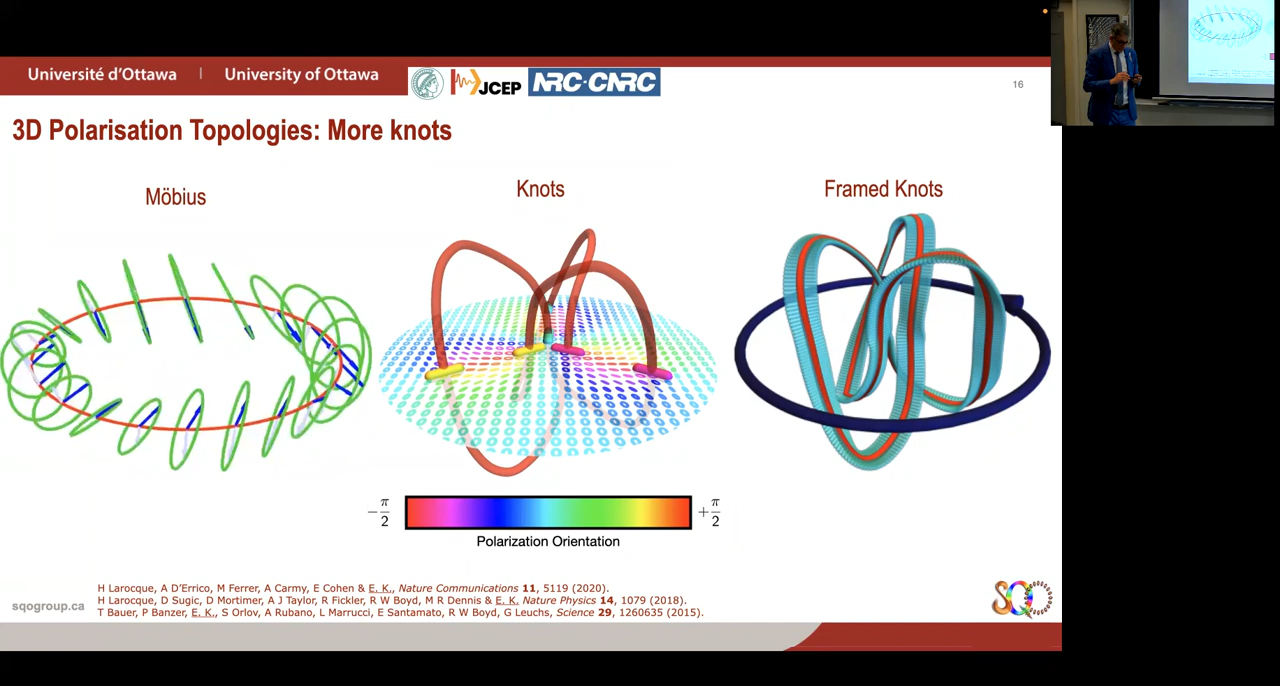 Université d'Ottawa | University of Ottawa
JCEP
NRC·CNRC
16
3D Polarisation Topologies: More knots
Möbius
Knots
Framed Knots
−π/2
+π/2
Polarization Orientation
H Larocque, A D'Errico, M Ferrer, A Carmy, E Cohen & E. K., Nature Communications 11, 5119 (2020).
H Larocque, D Sugic, D Mortimer, A J Taylor, R Fickler, R W Boyd, M R Dennis & E. K. Nature Physics 14, 1079 (2018).
T Bauer, P Banzer, E. K., S Orlov, A Rubano, L Marrucci, E Santamato, R W Boyd, G Leuchs, Science 29, 1260635 (2015).
sqogroup.ca
SQ